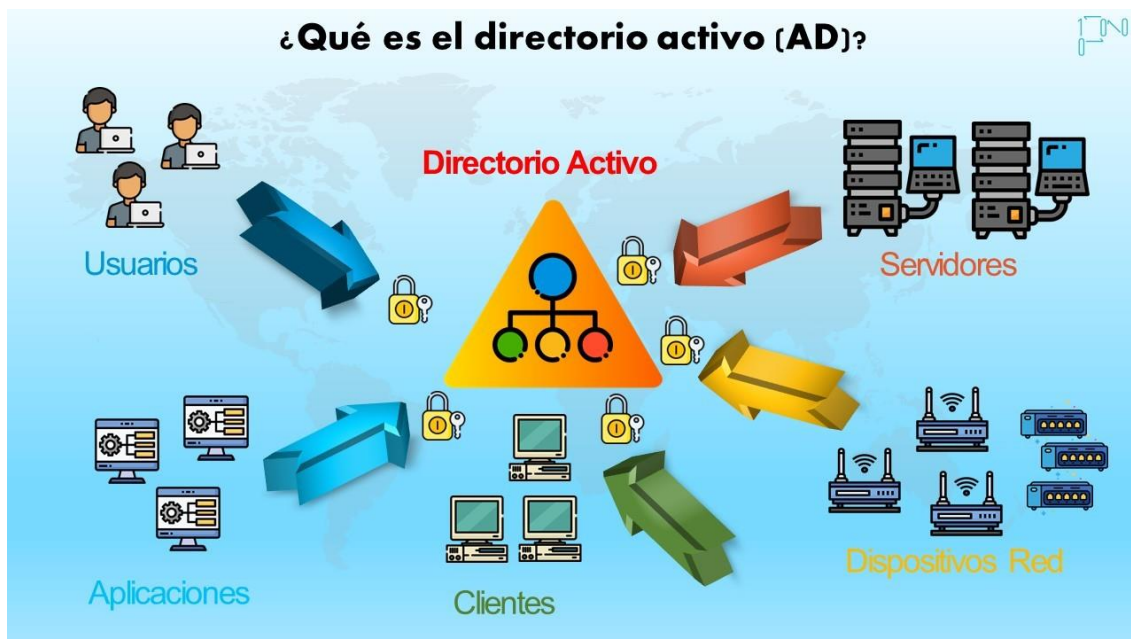 ¿Qué es el directorio activo (AD)?
Directorio Activo
Usuarios
Servidores
Aplicaciones
Clientes
Dispositivos Red